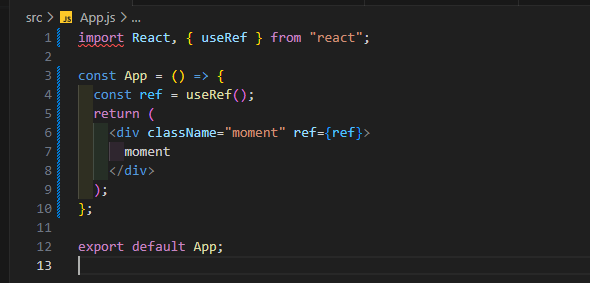 src > JS App.js > ...
1 import React, { useRef } from "react";
2
3 const App = () => {
4   const ref = useRef();
5   return (
6     <div className="moment" ref={ref}>
7       moment
8     </div>
9   );
10 };
11
12 export default App;
13